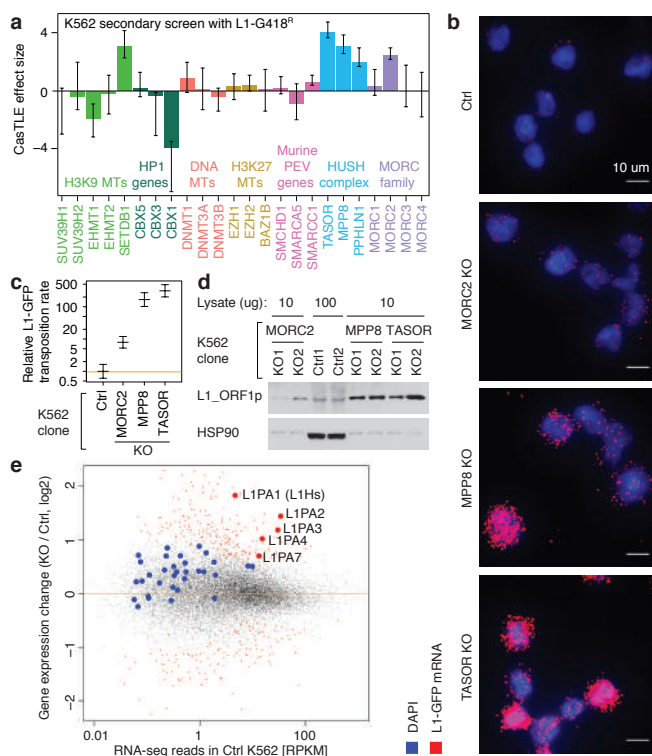 a
K562 secondary screen with L1-G418R
CasTLE effect size
4
0
−4
H3K9 MTs
HP1 genes
DNA MTs
H3K27 MTs
Murine PEV genes
HUSH complex
MORC family
SUV39H1
SUV39H2
EHMT1
EHMT2
SETDB1
CBX5
CBX3
CBX1
DNMT1
DNMT3A
DNMT3B
EZH1
EZH2
BAZ1B
SMCHD1
SMARCA5
SMARCC1
TASOR
MPP8
PPHLN1
MORC1
MORC2
MORC3
MORC4
b
Ctrl
10 um
MORC2 KO
MPP8 KO
TASOR KO
DAPI
L1-GFP mRNA
c
Relative L1-GFP
transposition rate
500
100
20
5
2
0.5
K562
clone
Ctrl
MORC2
MPP8
TASOR
KO
d
Lysate (ug): 10 100 10
K562
clone
MORC2
MPP8 TASOR
KO1
KO2
Ctrl1
Ctrl2
KO1
KO2
KO1
KO2
L1_ORF1p
HSP90
e
Gene expression change (KO / Ctrl, log2)
2
1
0
−1
−2
L1PA1 (L1Hs)
L1PA2
L1PA3
L1PA4
L1PA7
0.01 1 100
RNA-seq reads in Ctrl K562 [RPKM]